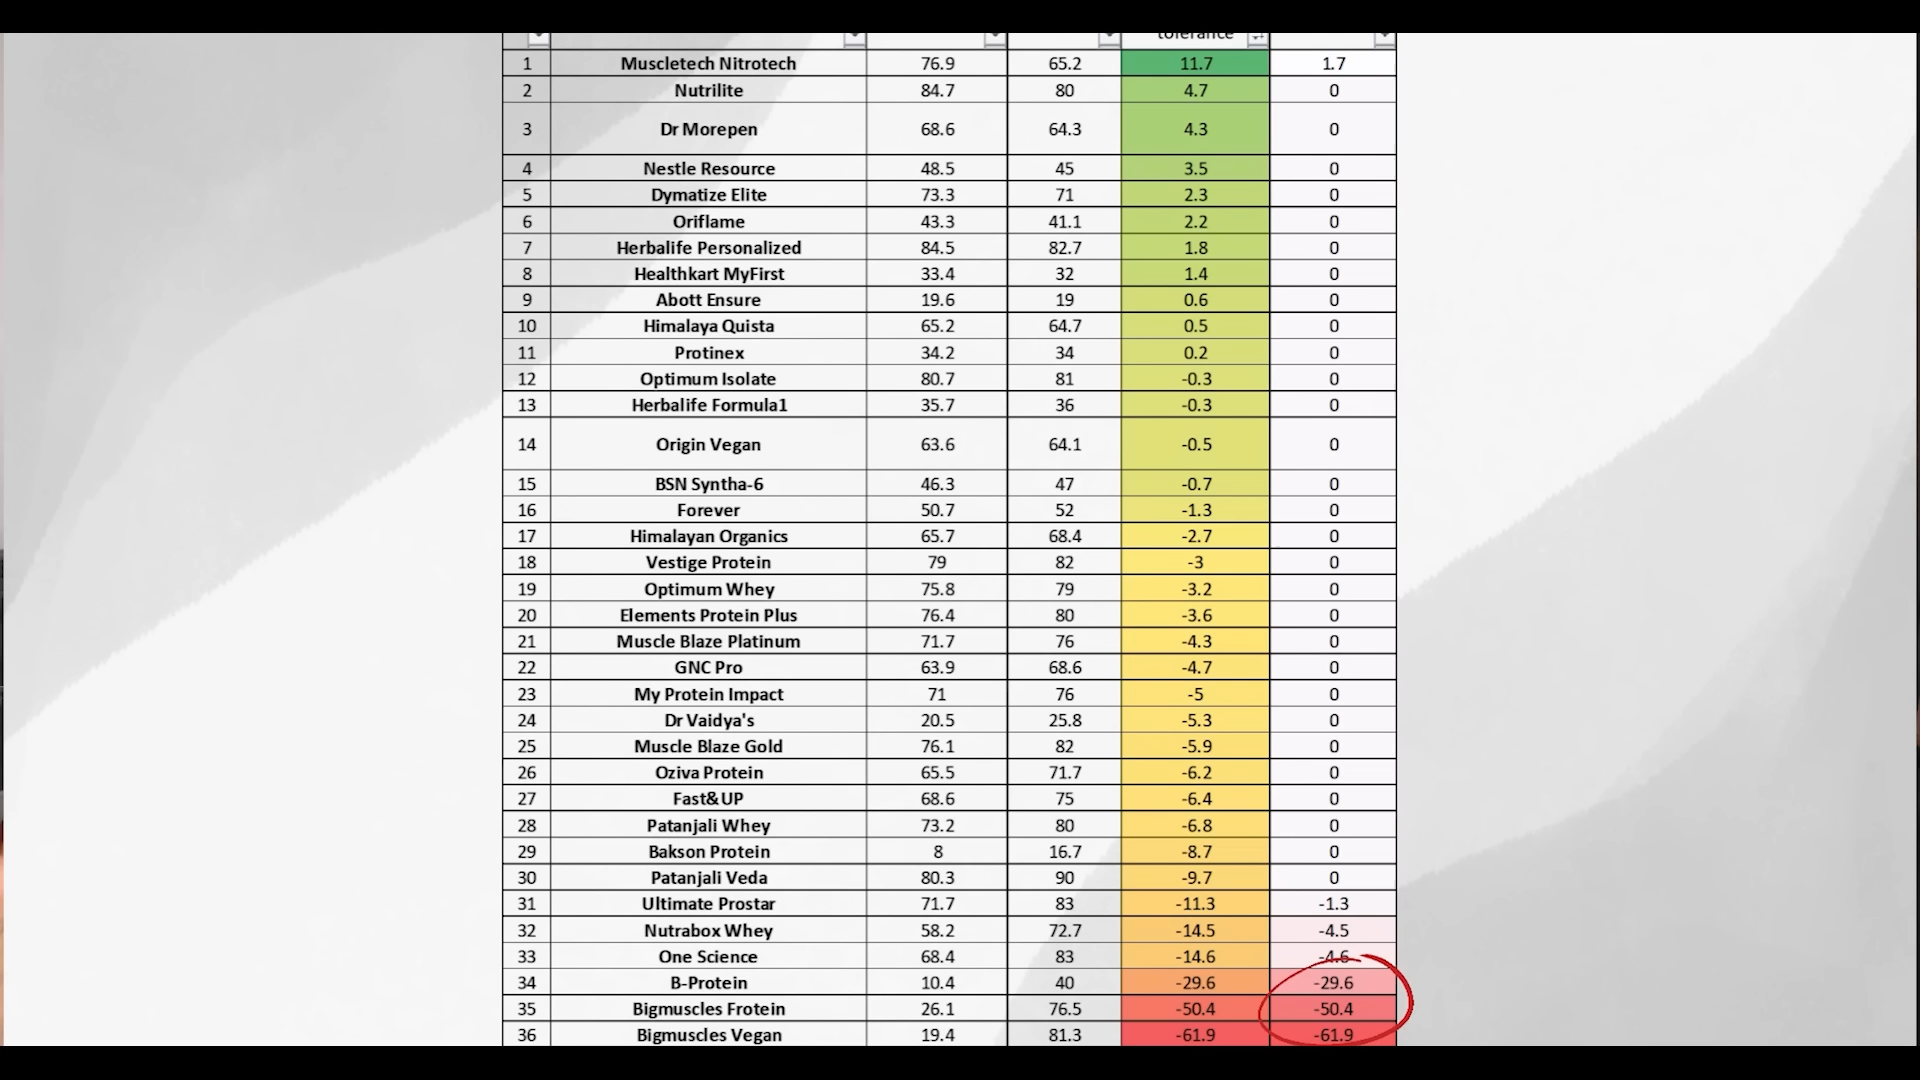 tolerance
1 Muscletech Nitrotech 76.9 65.2 11.7 1.7
2 Nutrilite 84.7 80 4.7 0
3 Dr Morepen 68.6 64.3 4.3 0
4 Nestle Resource 48.5 45 3.5 0
5 Dymatize Elite 73.3 71 2.3 0
6 Oriflame 43.3 41.1 2.2 0
7 Herbalife Personalized 84.5 82.7 1.8 0
8 Healthkart MyFirst 33.4 32 1.4 0
9 Abott Ensure 19.6 19 0.6 0
10 Himalaya Quista 65.2 64.7 0.5 0
11 Protinex 34.2 34 0.2 0
12 Optimum Isolate 80.7 81 -0.3 0
13 Herbalife Formula1 35.7 36 -0.3 0
14 Origin Vegan 63.6 64.1 -0.5 0
15 BSN Syntha-6 46.3 47 -0.7 0
16 Forever 50.7 52 -1.3 0
17 Himalayan Organics 65.7 68.4 -2.7 0
18 Vestige Protein 79 82 -3 0
19 Optimum Whey 75.8 79 -3.2 0
20 Elements Protein Plus 76.4 80 -3.6 0
21 Muscle Blaze Platinum 71.7 76 -4.3 0
22 GNC Pro 63.9 68.6 -4.7 0
23 My Protein Impact 71 76 -5 0
24 Dr Vaidya's 20.5 25.8 -5.3 0
25 Muscle Blaze Gold 76.1 82 -5.9 0
26 Oziva Protein 65.5 71.7 -6.2 0
27 Fast&UP 68.6 75 -6.4 0
28 Patanjali Whey 73.2 80 -6.8 0
29 Bakson Protein 8 16.7 -8.7 0
30 Patanjali Veda 80.3 90 -9.7 0
31 Ultimate Prostar 71.7 83 -11.3 -1.3
32 Nutrabox Whey 58.2 72.7 -14.5 -4.5
33 One Science 68.4 83 -14.6 -4.6
34 B-Protein 10.4 40 -29.6 -29.6
35 Bigmuscles Frotein 26.1 76.5 -50.4 -50.4
36 Bigmuscles Vegan 19.4 81.3 -61.9 -61.9